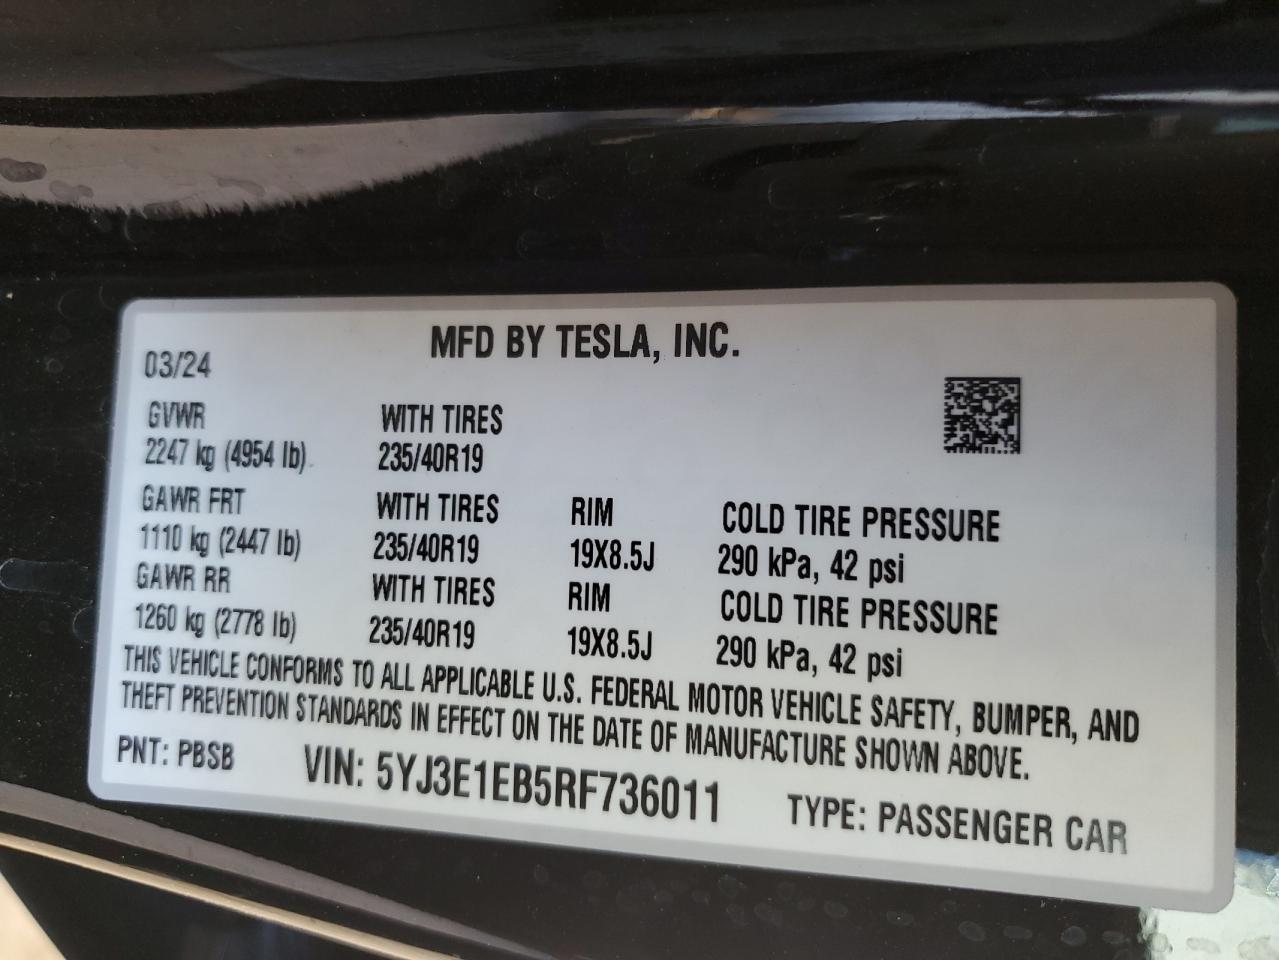 MFD BY TESLA, INC.
03/24
GVWR WITH TIRES
2247 kg (4954 lb) 235/40R19
GAWR FRT WITH TIRES RIM COLD TIRE PRESSURE
1110 kg (2447 lb) 235/40R19 19X8.5J 290 kPa, 42 psi
GAWR RR WITH TIRES RIM COLD TIRE PRESSURE
1260 kg (2778 lb) 235/40R19 19X8.5J 290 kPa, 42 psi
THIS VEHICLE CONFORMS TO ALL APPLICABLE U.S. FEDERAL MOTOR VEHICLE SAFETY, BUMPER, AND
THEFT PREVENTION STANDARDS IN EFFECT ON THE DATE OF MANUFACTURE SHOWN ABOVE.
PNT: PBSB VIN: 5YJ3E1EB5RF736011 TYPE: PASSENGER CAR